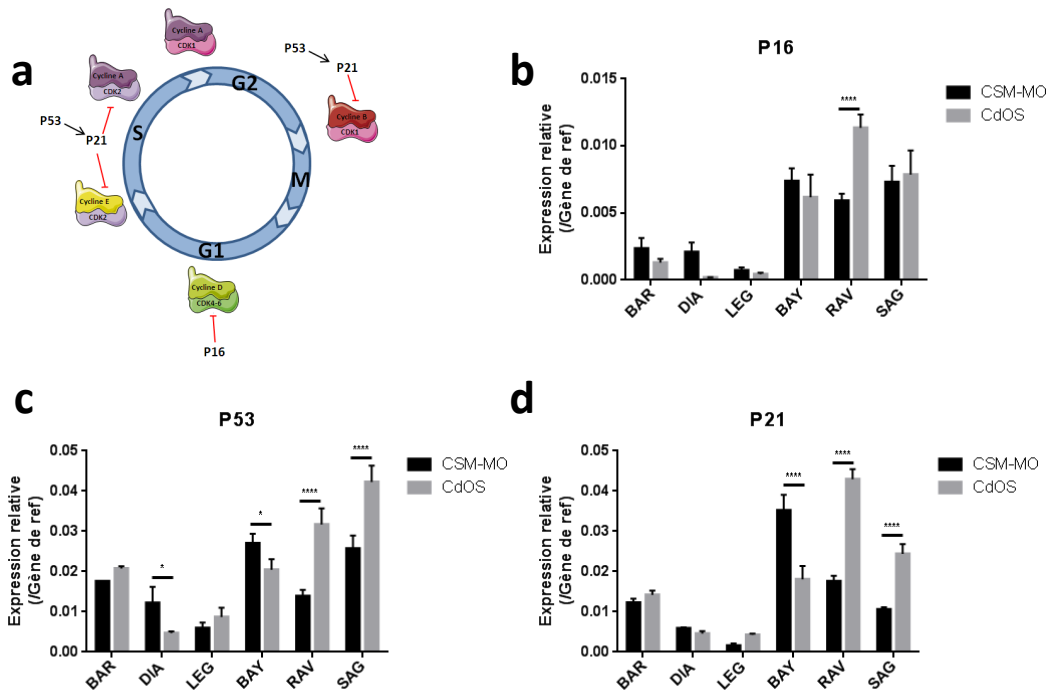 a
Cycline A
CDK1
Cycline A
CDK2
P53
P21
Cycline E
CDK2
P53
P21
Cycline B
CDK1
G2
S
M
G1
Cycline D
CDK4-6
P16
b
P16
Expression relative
(/Gène de ref)
0.015
0.010
0.005
0.000
****
BAR
DIA
LEG
BAY
RAV
SAG
CSM-MO
CdOS
c
P53
Expression relative
(/Gène de ref)
0.05
0.04
0.03
0.02
0.01
0.00
*
*
****
****
BAR
DIA
LEG
BAY
RAV
SAG
CSM-MO
CdOS
d
P21
Expression relative
(/Gène de ref)
0.05
0.04
0.03
0.02
0.01
0.00
****
****
****
BAR
DIA
LEG
BAY
RAV
SAG
CSM-MO
CdOS